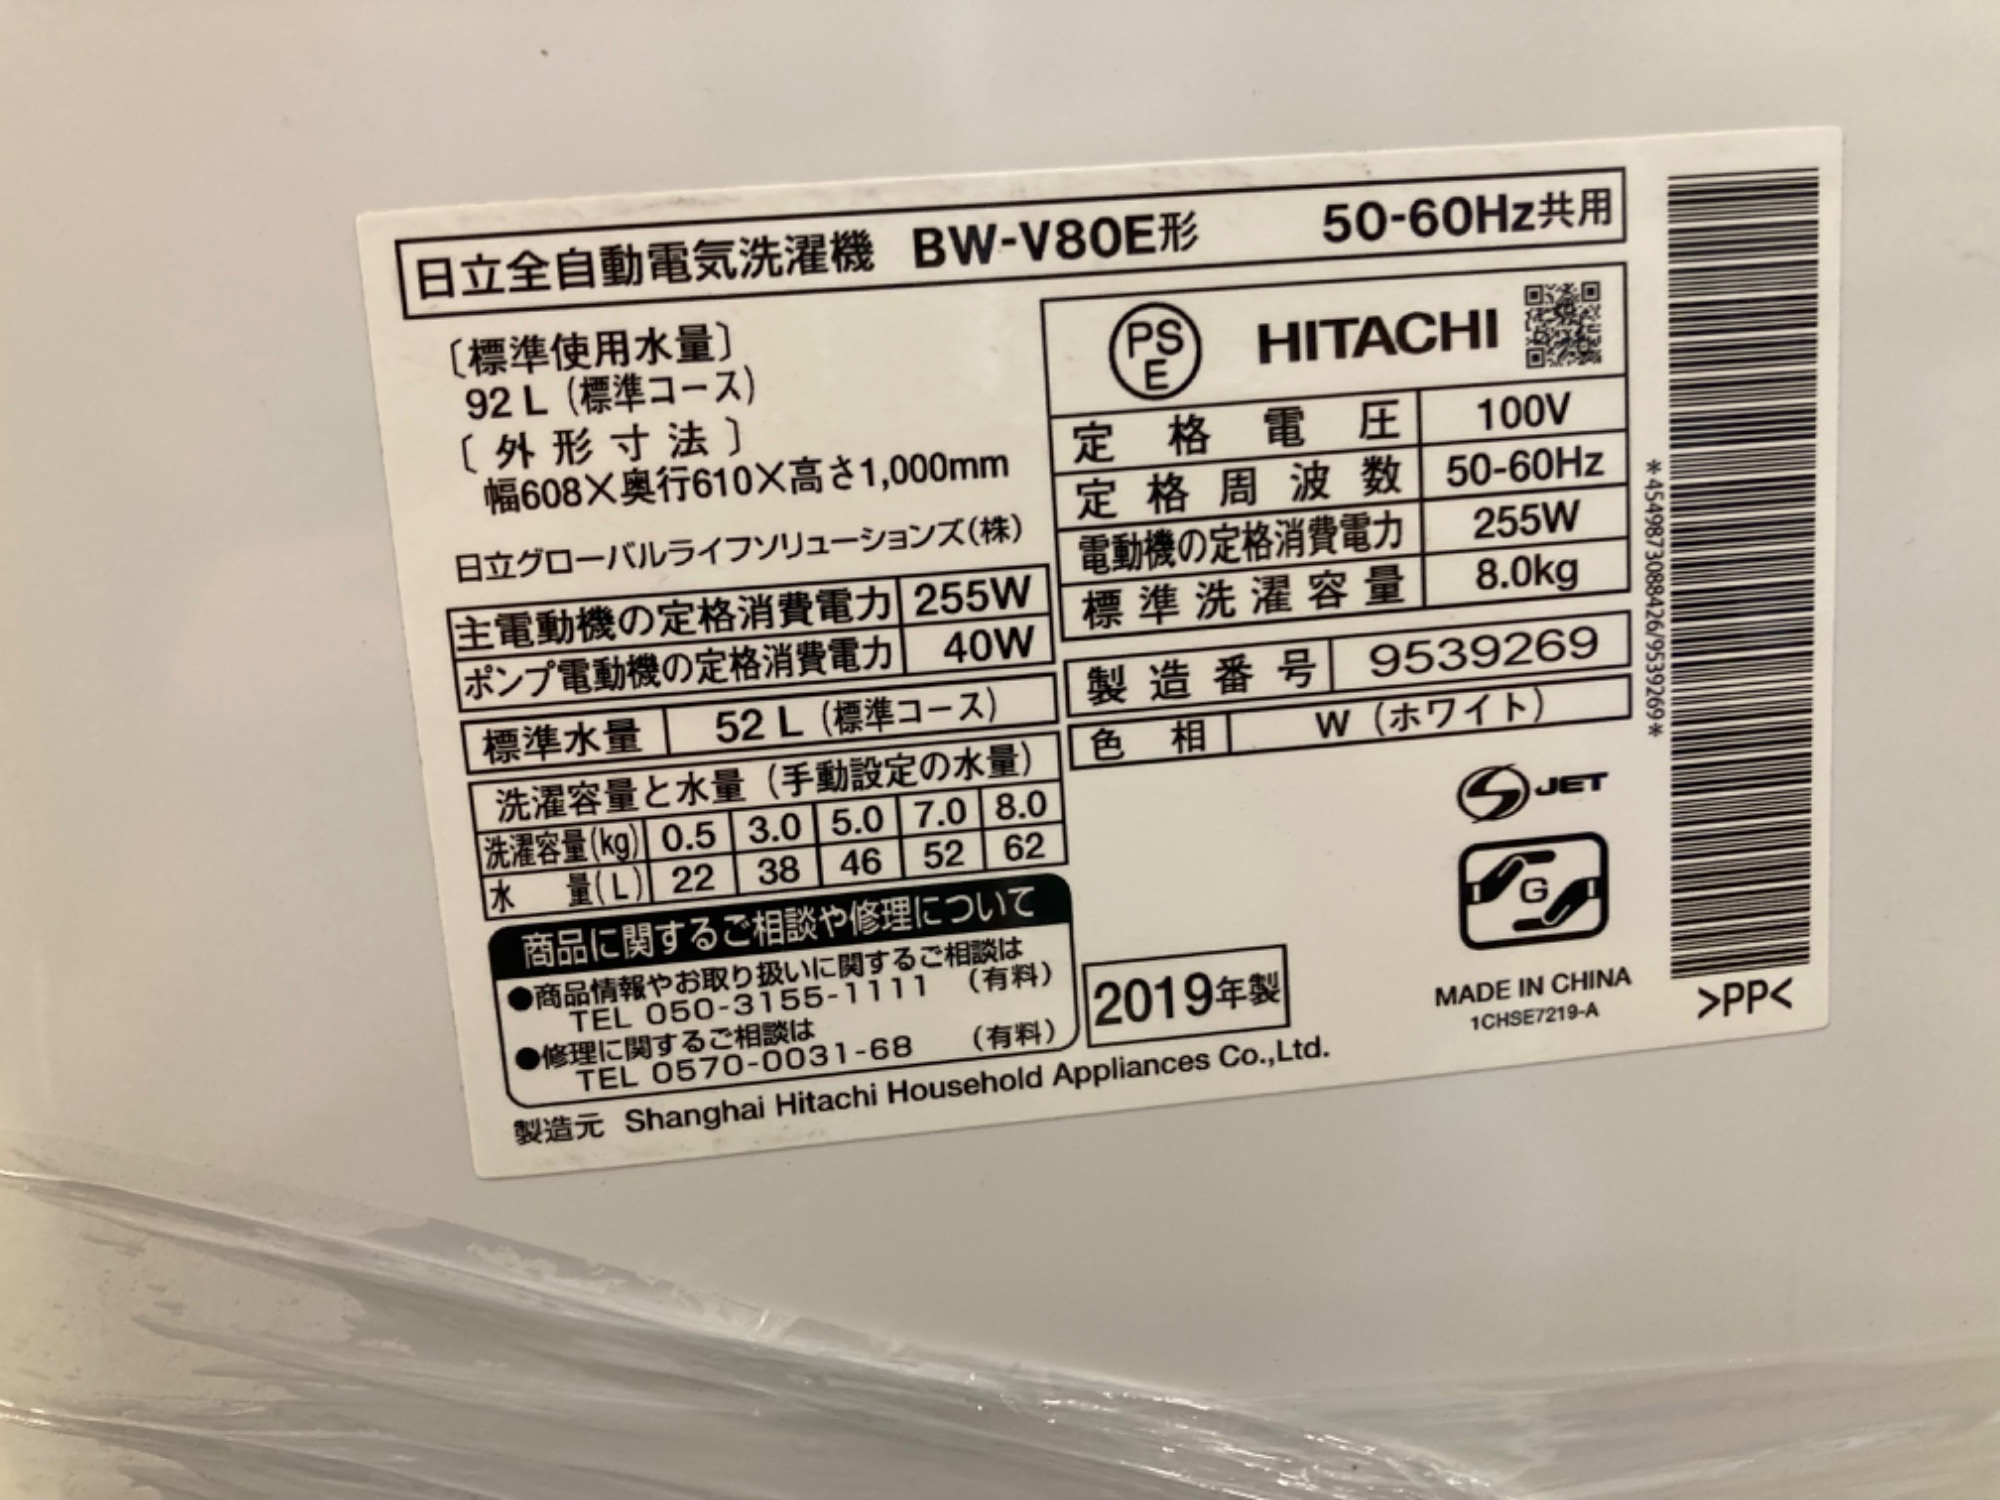 日立全自動電気洗濯機 BW-V80E形 50-60Hz共用
〔標準使用水量〕
92 L (標準コース)
〔外形寸法〕
幅608×奥行610×高さ1,000mm
日立グローバルライフソリューションズ(株)
主電動機の定格消費電力 255W
ポンプ電動機の定格消費電力 40W
標準水量 52 L (標準コース)
洗濯容量と水量 (手動設定の水量)
洗濯容量(kg) 0.5 3.0 5.0 7.0 8.0
水量(L) 22 38 46 52 62
商品に関するご相談や修理について
●商品情報やお取り扱いに関するご相談は
TEL 050-3155-1111 (有料)
●修理に関するご相談は
TEL 0570-0031-68 (有料)
製造元 Shanghai Hitachi Household Appliances Co.,Ltd.
PS E HITACHI
定格電圧 100V
定格周波数 50-60Hz
電動機の定格消費電力 255W
標準洗濯容量 8.0kg
製造番号 9539269
色相 W (ホワイト)
S JET
G
2019年製
MADE IN CHINA
1CHSE7219-A
*4549873088426/9539269*
>PP<